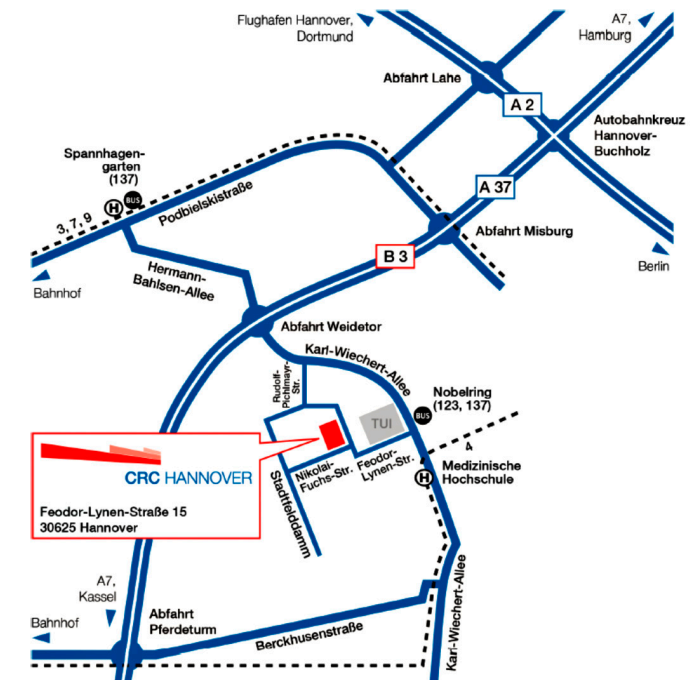 Flughafen Hannover,
Dortmund
A7,
Hamburg
Abfahrt Lahe
A 2
Autobahnkreuz
Hannover-
Buchholz
Spannhagen-
garten
(137)
BUS
H
3, 7, 9
Podbielskistraße
A 37
Abfahrt Misburg
B 3
Berlin
Bahnhof
Hermann-
Bahlsen-Allee
Abfahrt Weidetor
Karl-Wiechert-Allee
Rudolf-
Pichlmayr-
Str.
Nobelring
(123, 137)
BUS
TUI
4
CRC HANNOVER
Feodor-Lynen-Straße 15
30625 Hannover
Nikolai-
Fuchs-Str.
Feodor-
Lynen-Str.
Medizinische
Hochschule
H
Stadtfelddamm
A7,
Kassel
Bahnhof
Abfahrt
Pferdeturm
Berckhusenstraße
Karl-Wiechert-Allee